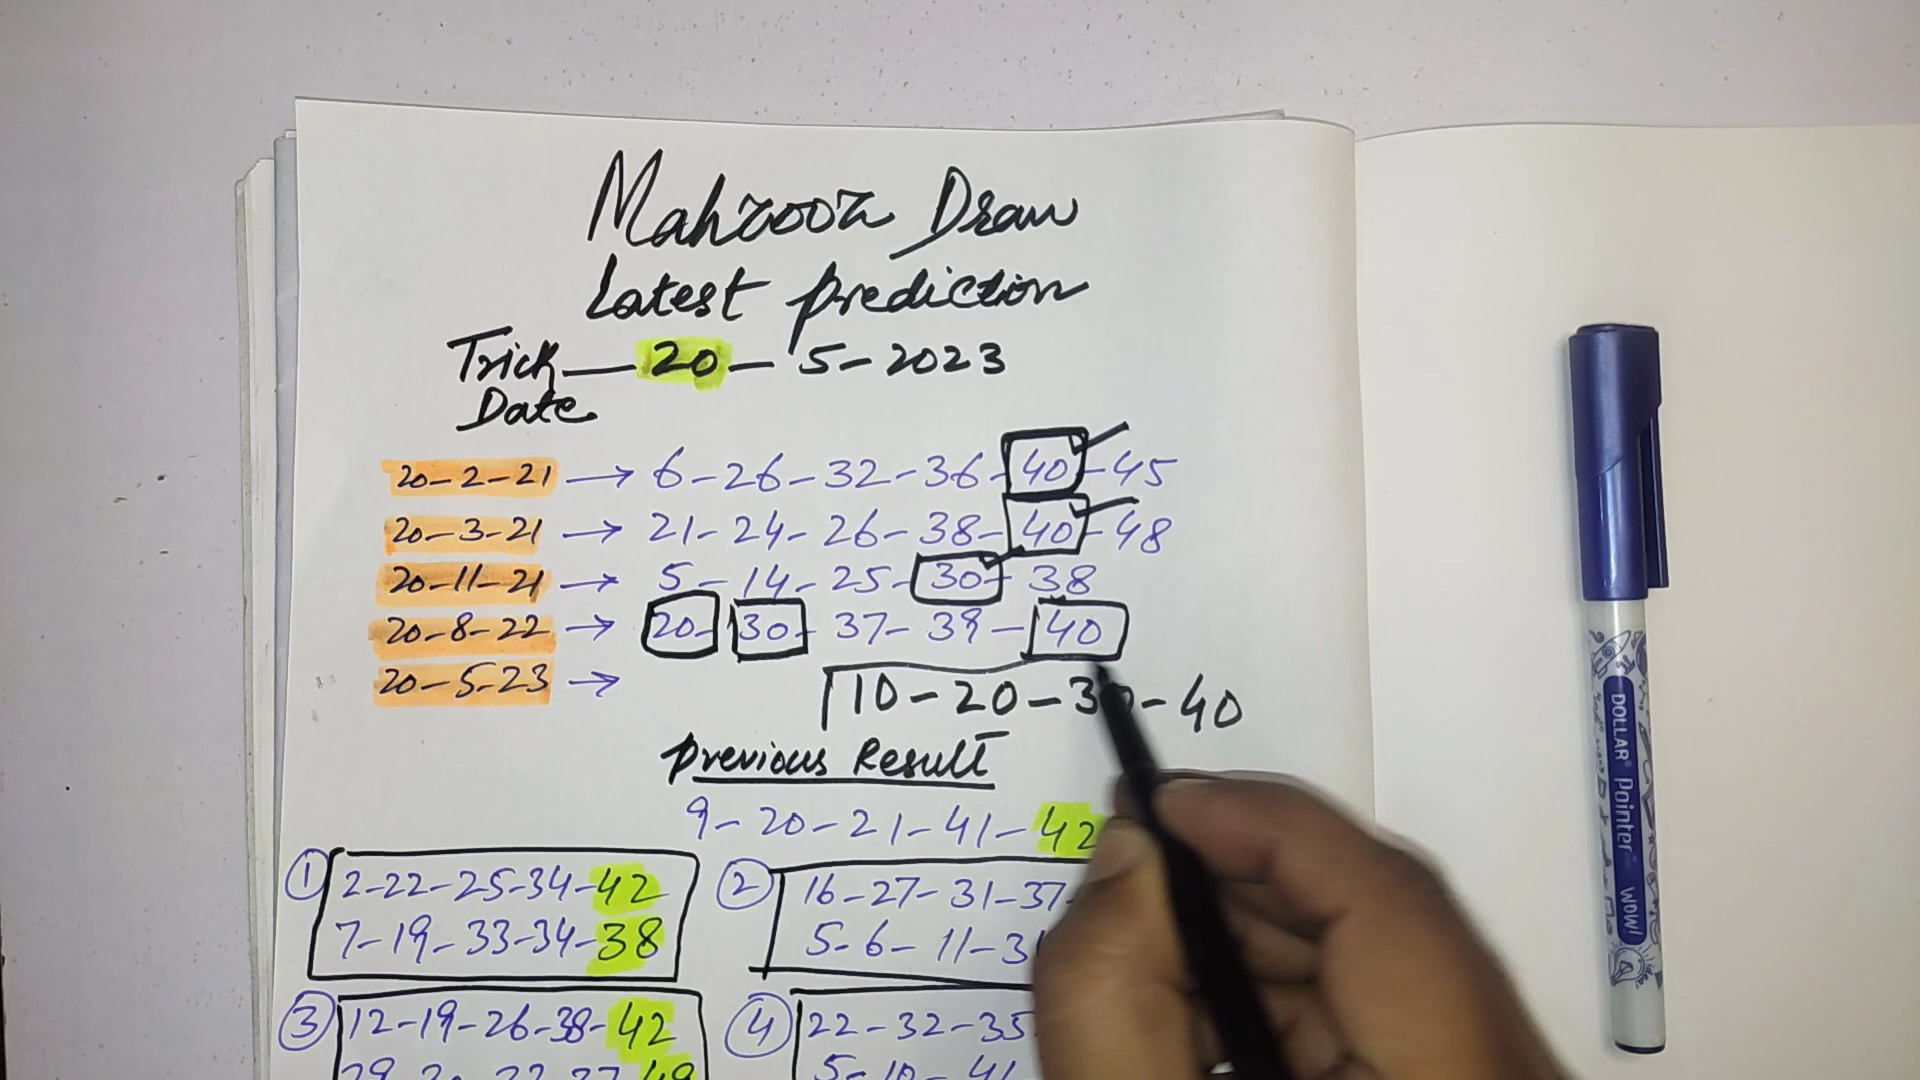 Mahzooz Draw
Latest prediction
Trick — 20 - 5 - 2023
Date
20-2-21 → 6-26-32-36-40-45
20-3-21 → 21-24-26-38-40-48
20-11-21 → 5-14-25-30-38
20-8-22 → 20-30-37-39-40
20-5-23 →
10-20-30-40
Previous Result
9-20-21-41-42
① 2-22-25-34-42
7-19-33-34-38
② 16-27-31-37-
5-6-11-
③ 12-19-26-38-42
④ 22-32-35
5-10-41
DOLLAR Pointer WOW!